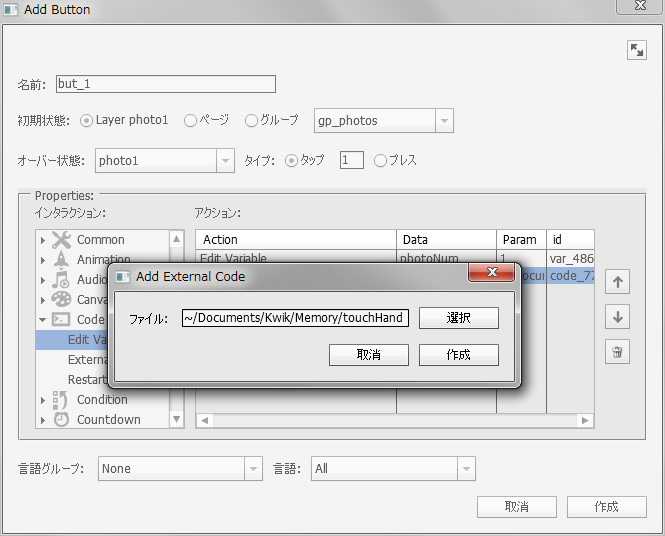 Add Button
名前: but_1
初期状態: Layer photo1 ページ グループ gp_photos
オーバー状態: photo1 タイプ: タップ 1 プレス
Properties:
インタラクション: アクション:
Common
Animation
Audio
Canva
Code
Edit Va
Externa
Restart
Condition
Countdown
Action Data Param id
Edit Variable photoNum 1 var_486
ocur code_77
Add External Code
ファイル: ~/Documents/Kwik/Memory/touchHand 選択
取消 作成
言語グループ: None 言語: All
取消 作成